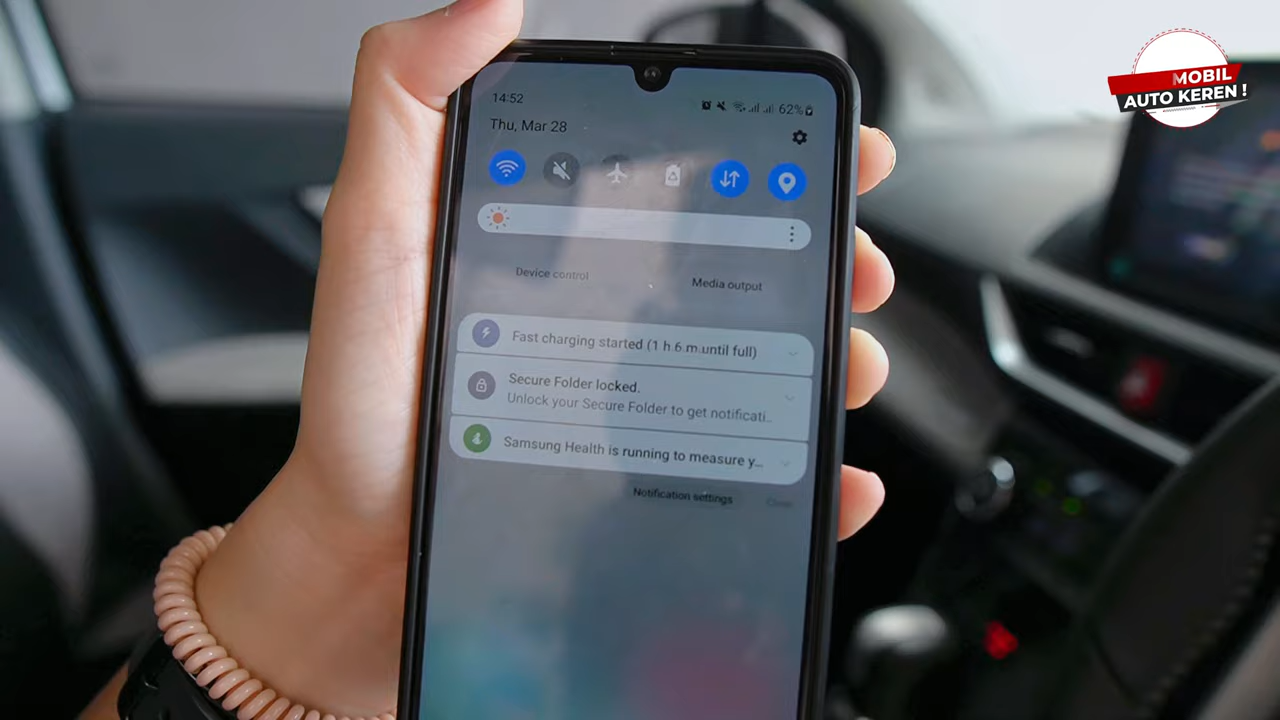 MOBIL
AUTO KEREN !
14:52
62%
Thu, Mar 28
Device control
Media output
Fast charging started (1 h 6 m until full)
Secure Folder locked.
Unlock your Secure Folder to get notificati...
Samsung Health is running to measure y...
Notification settings
Clear